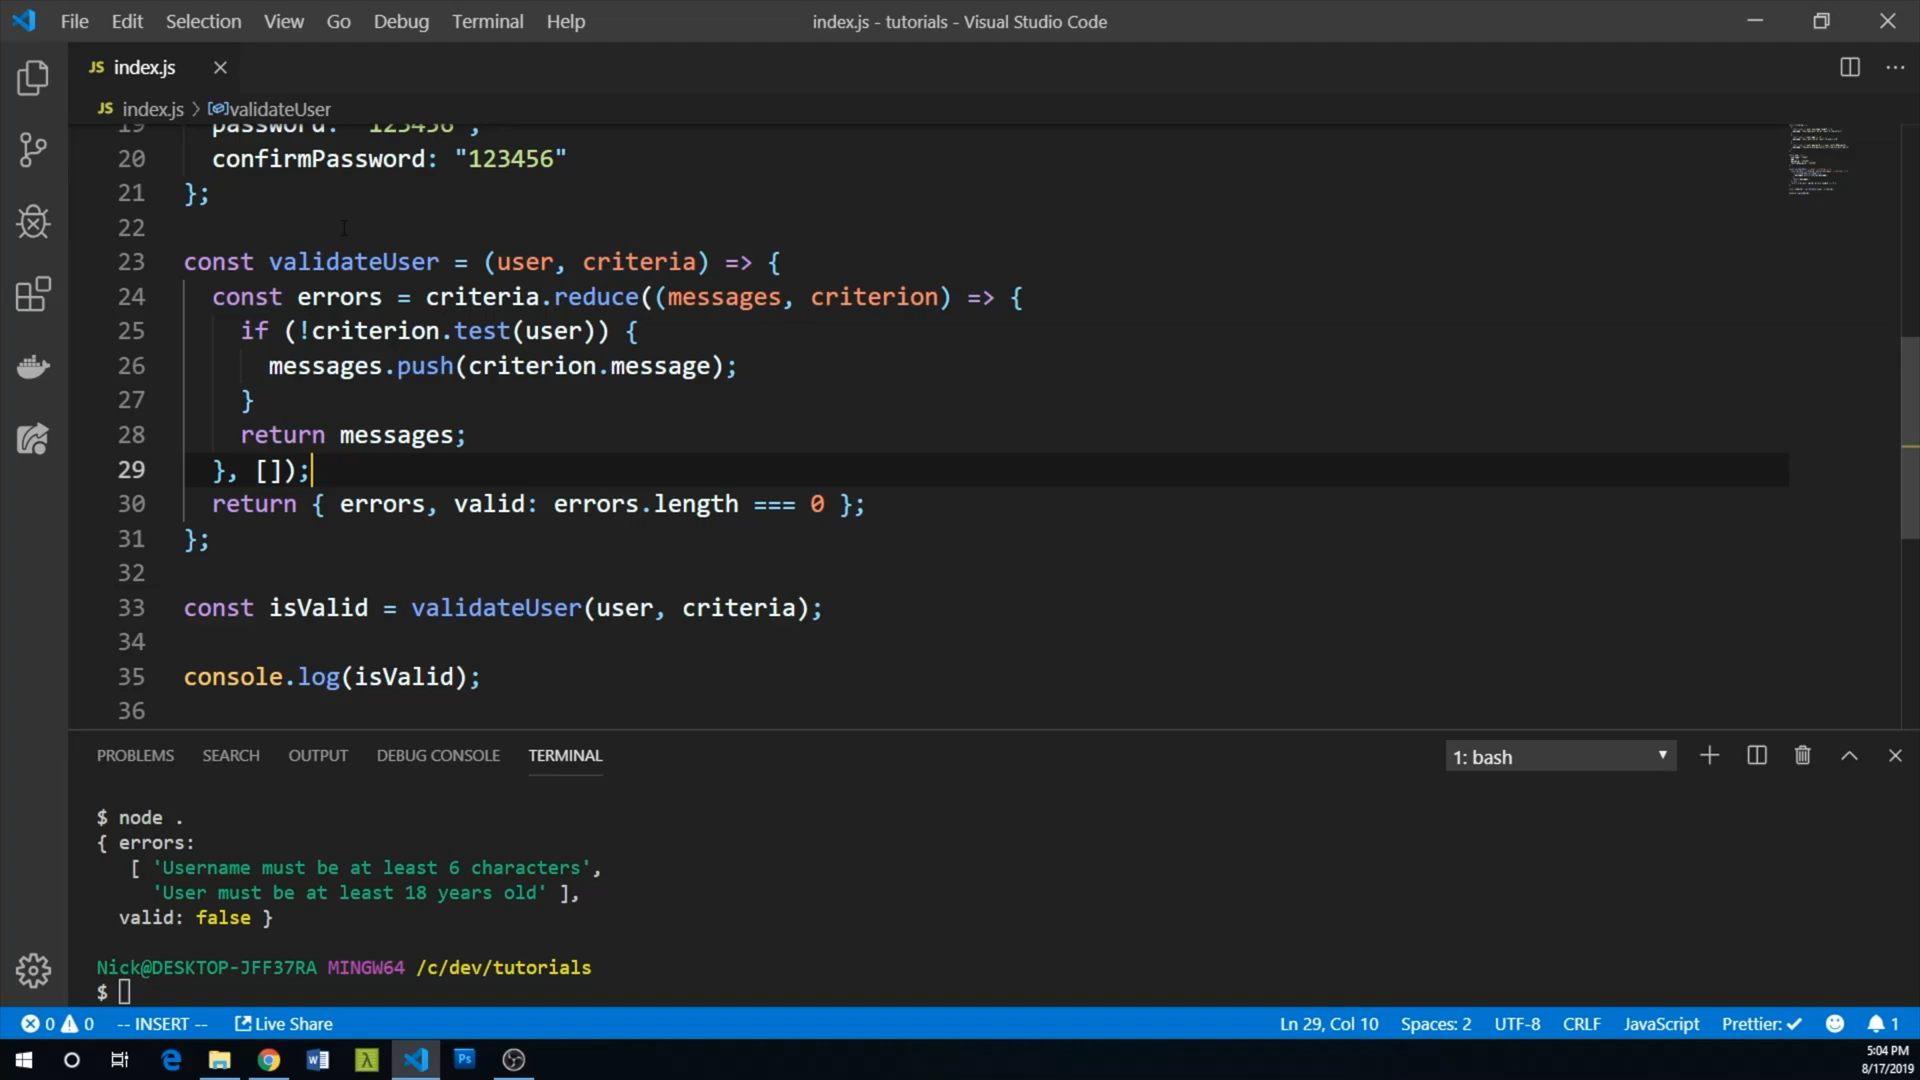 File Edit Selection View Go Debug Terminal Help index.js - tutorials - Visual Studio Code
JS index.js
JS index.js > validateUser
19 password: "123456",
20 confirmPassword: "123456"
21 };
22
23 const validateUser = (user, criteria) => {
24 const errors = criteria.reduce((messages, criterion) => {
25 if (!criterion.test(user)) {
26 messages.push(criterion.message);
27 }
28 return messages;
29 }, []);
30 return { errors, valid: errors.length === 0 };
31 };
32
33 const isValid = validateUser(user, criteria);
34
35 console.log(isValid);
36
PROBLEMS SEARCH OUTPUT DEBUG CONSOLE TERMINAL 1: bash
$ node .
{ errors:
[ 'Username must be at least 6 characters',
'User must be at least 18 years old' ],
valid: false }
Nick@DESKTOP-JFF37RA MINGW64 /c/dev/tutorials
$
0 0 -- INSERT -- Live Share Ln 29, Col 10 Spaces: 2 UTF-8 CRLF JavaScript Prettier: ✓ 1
Ps
5:04 PM
8/17/2019